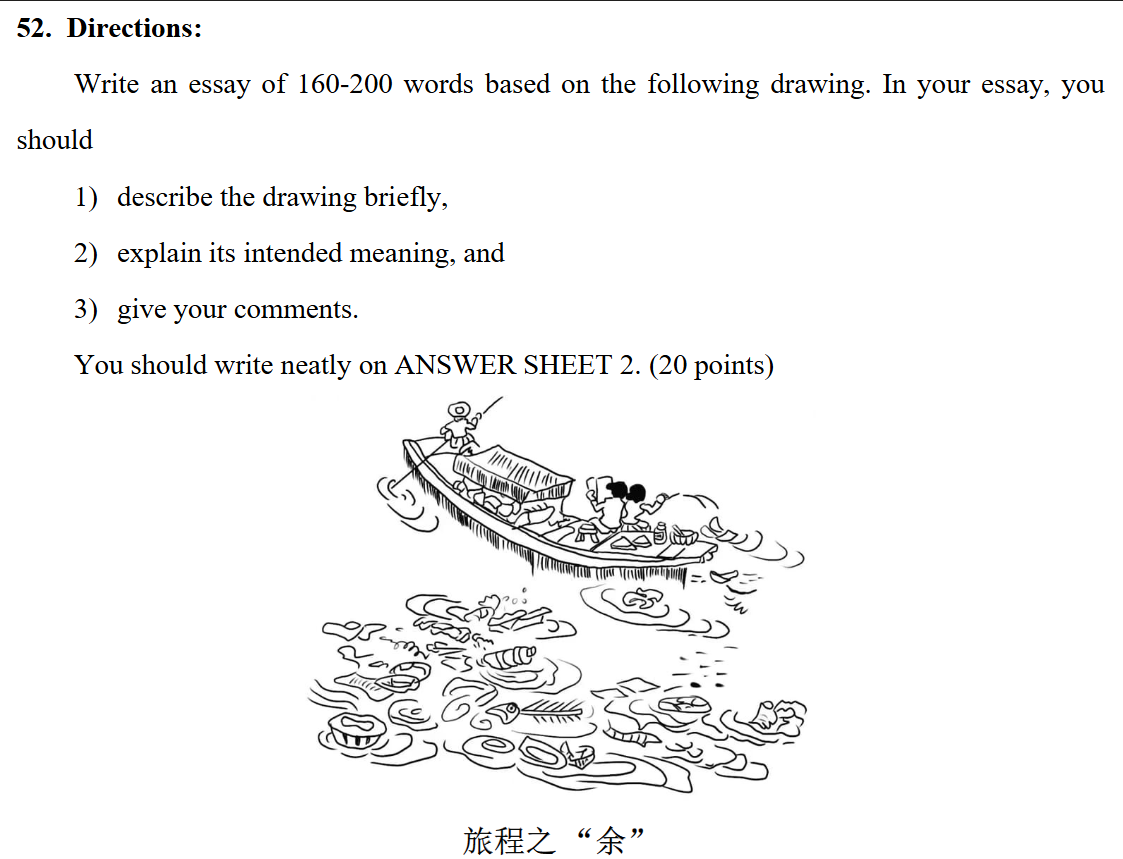 52. Directions:
Write an essay of 160-200 words based on the following drawing. In your essay, you
should
1) describe the drawing briefly,
2) explain its intended meaning, and
3) give your comments.
You should write neatly on ANSWER SHEET 2. (20 points)
旅程之 “余”